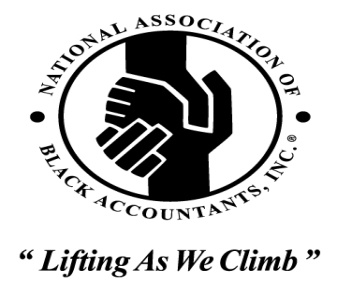 NATIONAL ASSOCIATION OF
BLACK ACCOUNTANTS, INC.®
“ Lifting As We Climb ”